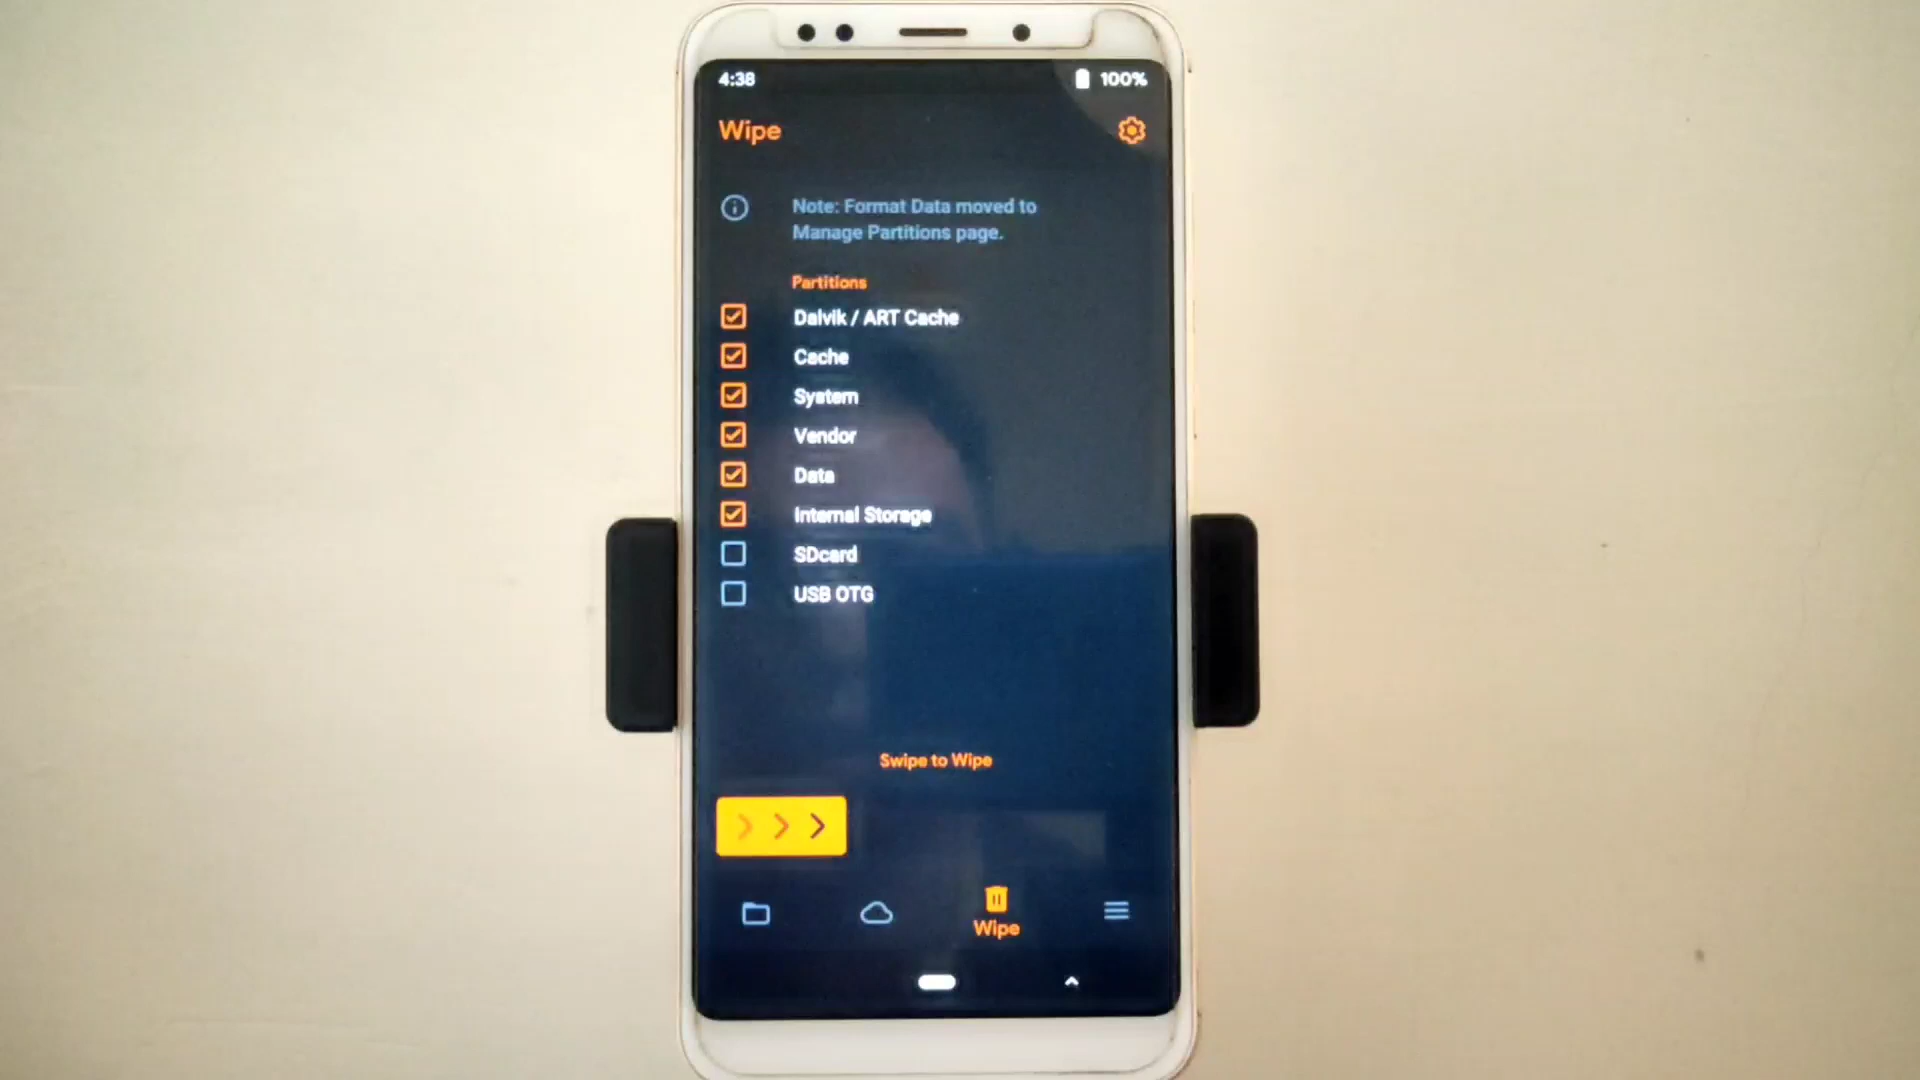 4:38
100%
Wipe
Note: Format Data moved to
Manage Partitions page.
Partitions
Dalvik / ART Cache
Cache
System
Vendor
Data
Internal Storage
SDcard
USB OTG
Swipe to Wipe
Wipe